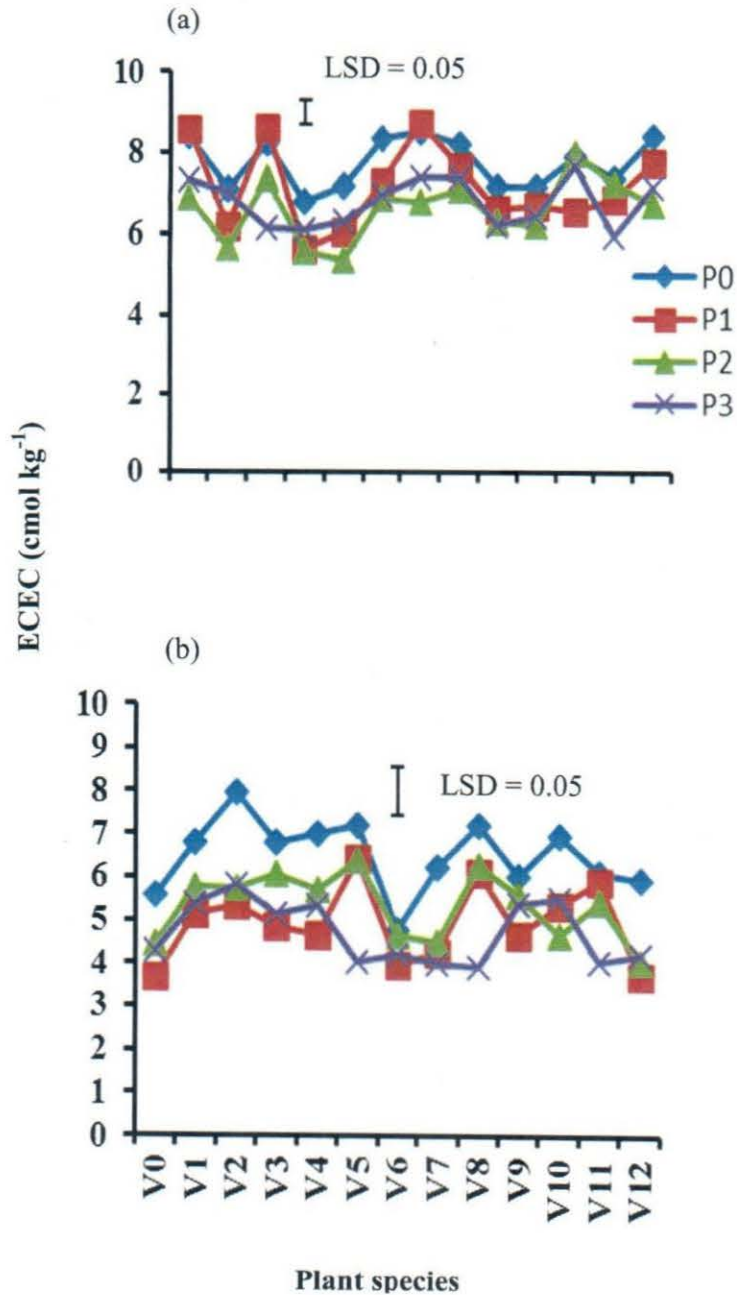 (a)
LSD = 0.05
10
8
6
4
2
0
P0
P1
P2
P3
ECEC (cmol kg⁻¹)
(b)
LSD = 0.05
10
9
8
7
6
5
4
3
2
1
0
V0
V1
V2
V3
V4
V5
V6
V7
V8
V9
V10
V11
V12
Plant species